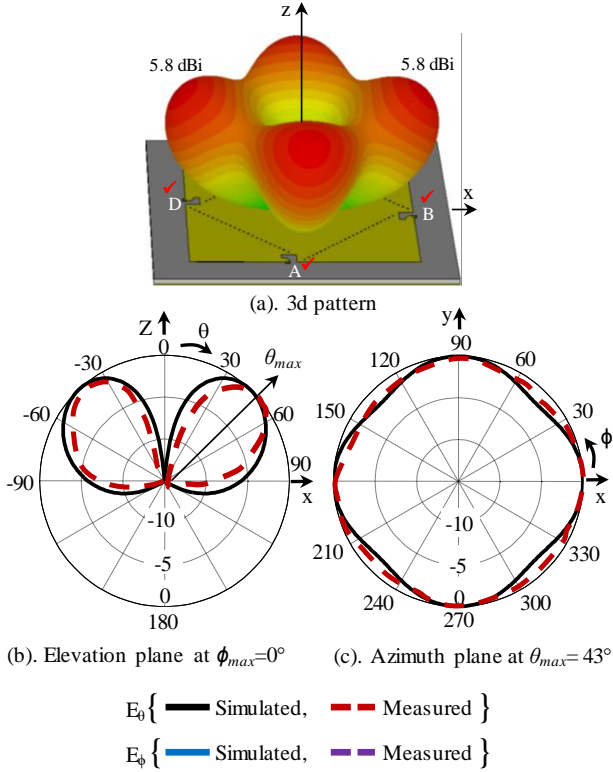 z
5.8 dBi 5.8 dBi
x
D B
A
(a). 3d pattern
Z θ
0
-30 30
θmax
-60 60
-90 90
x
-10
-5
0
180
y
90
120 60
150 30
ϕ
x
-10
-5
210 330
0
240 300
270
(b). Elevation plane at ϕmax=0°
(c). Azimuth plane at θmax= 43°
Eθ { Simulated, Measured }
Eϕ { Simulated, Measured }